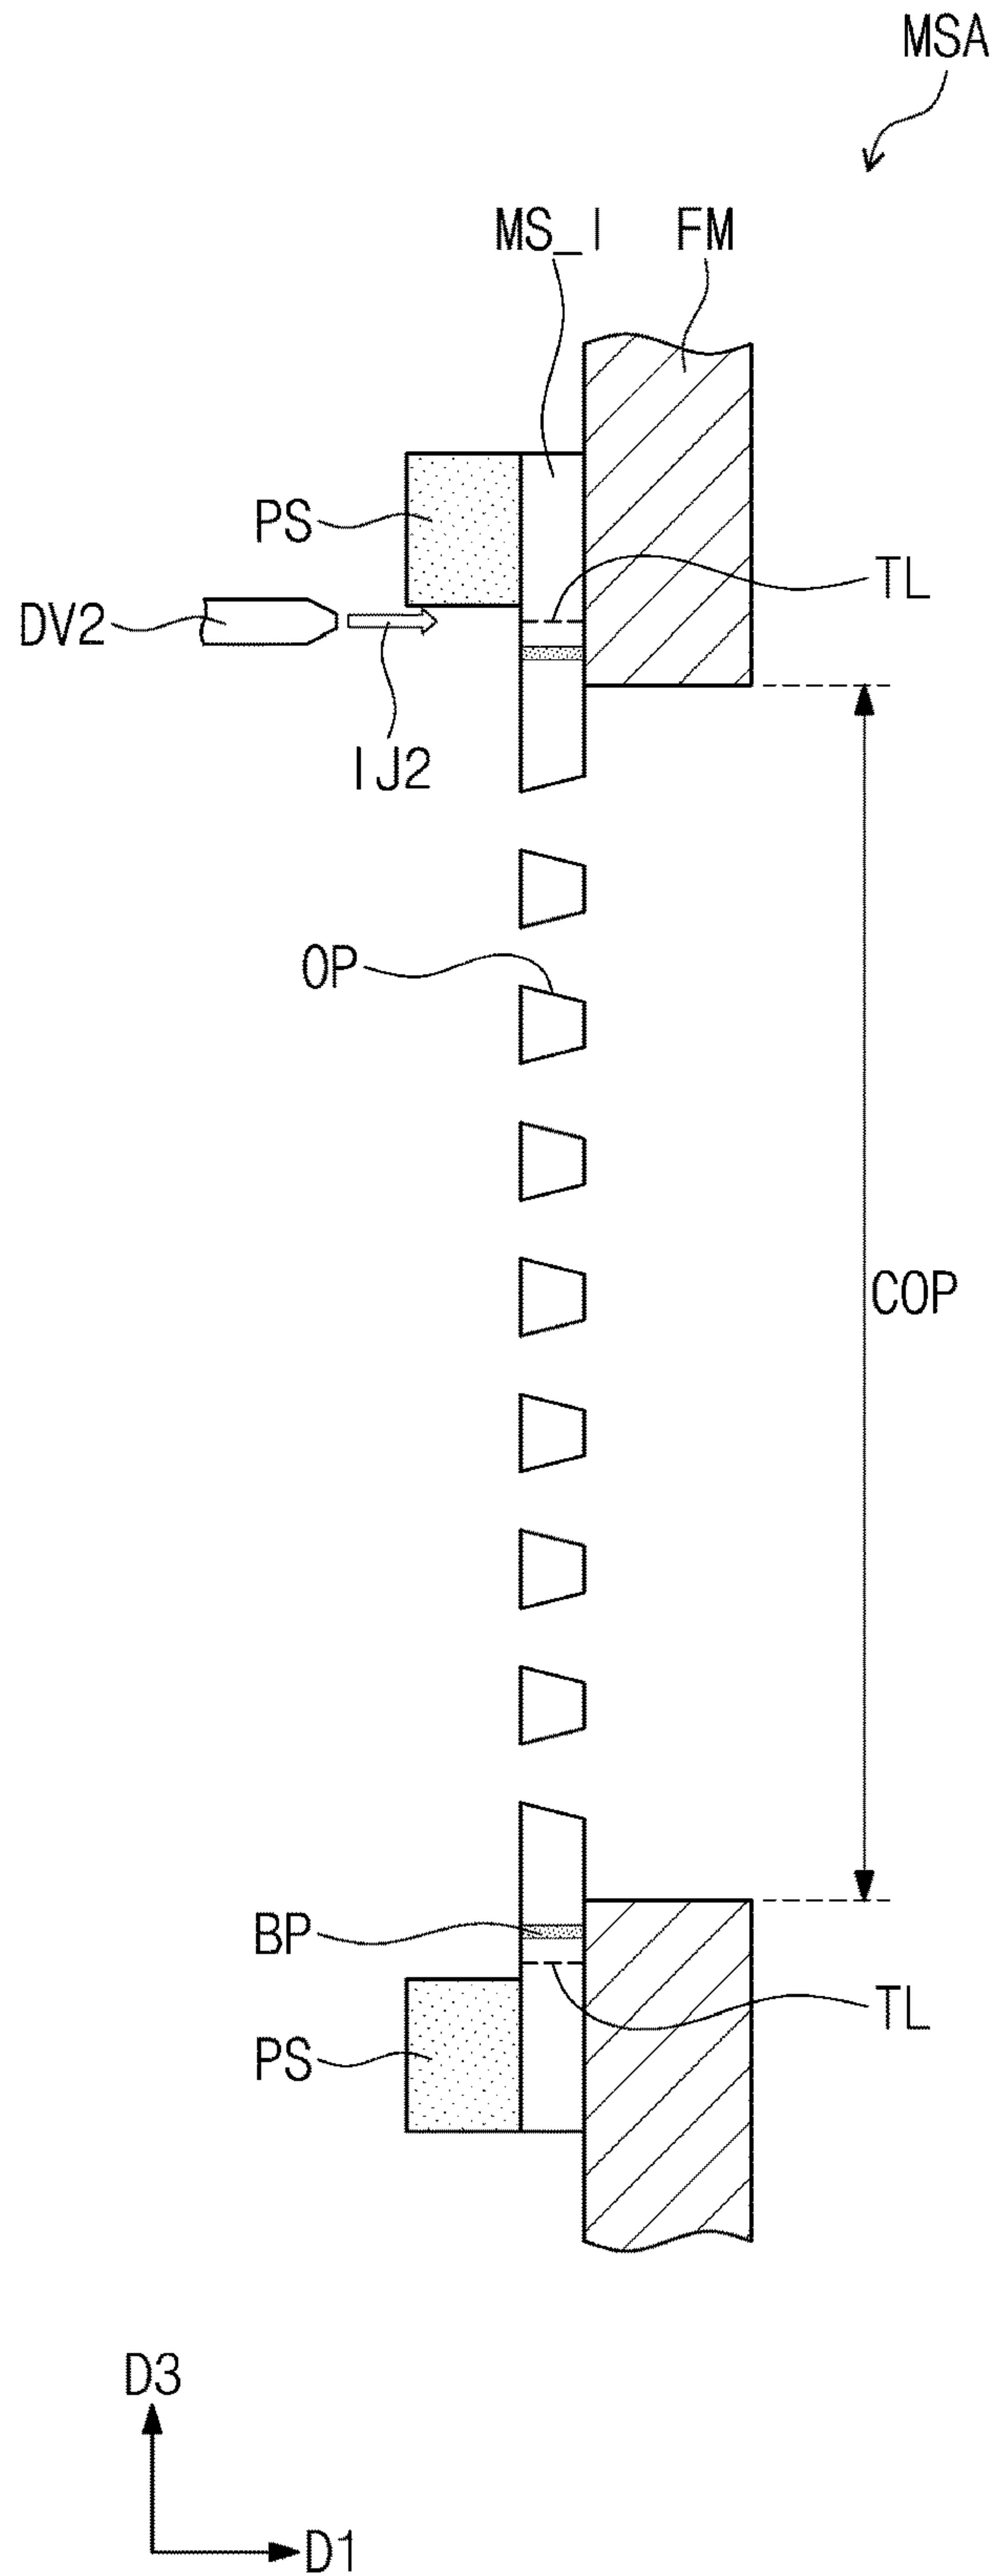 MSA
MS_I FM
PS
TL
DV2
IJ2
OP
COP
BP
TL
PS
D3
D1